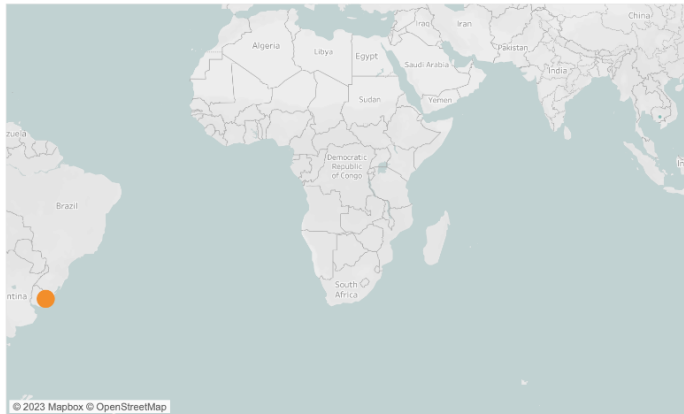 China
Iraq
Iran
Algeria
Libya
Egypt
Pakistan
Saudi Arabia
India
Sudan
Yemen
zuela
Democratic
Republic
of Congo
In
Brazil
South
Africa
ntina
© 2023 Mapbox © OpenStreetMap